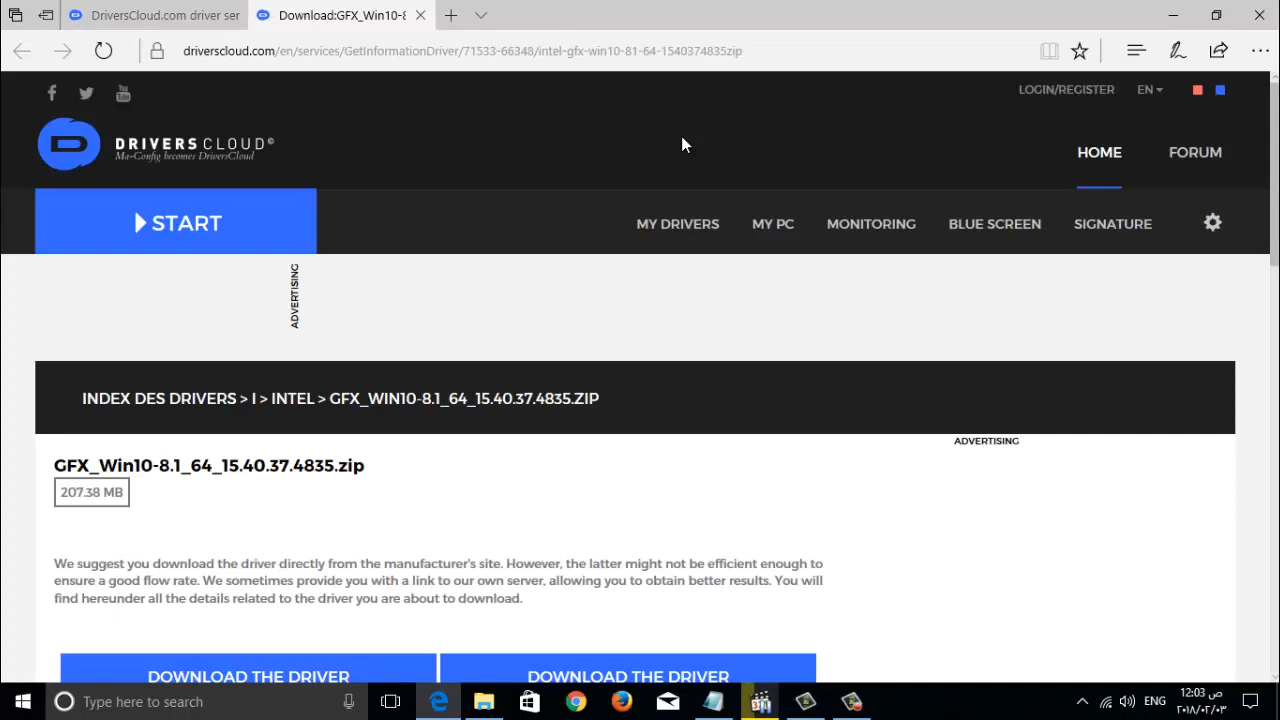 DriversCloud.com driver ser
Download:GFX_Win10-8
driverscloud.com/en/services/GetInformationDriver/71533-66348/intel-gfx-win10-81-64-1540374835zip
LOGIN/REGISTER
EN
DRIVERSCLOUD©
Ma-Config becomes DriversCloud
HOME
FORUM
START
MY DRIVERS
MY PC
MONITORING
BLUE SCREEN
SIGNATURE
ADVERTISING
INDEX DES DRIVERS > I > INTEL > GFX_WIN10-8.1_64_15.40.37.4835.ZIP
ADVERTISING
GFX_Win10-8.1_64_15.40.37.4835.zip
207.38 MB
We suggest you download the driver directly from the manufacturer's site. However, the latter might not be efficient enough to
ensure a good flow rate. We sometimes provide you with a link to our own server, allowing you to obtain better results. You will
find hereunder all the details related to the driver you are about to download.
DOWNLOAD THE DRIVER
DOWNLOAD THE DRIVER
Type here to search
ENG
12:03 ص
٢٠١٨/٠٢/٠٣